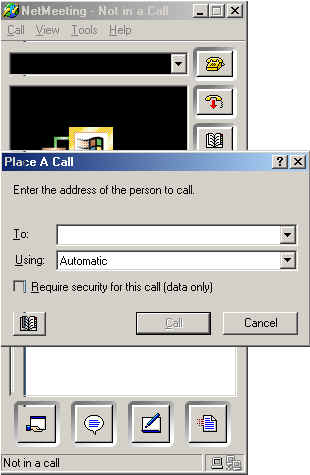 NetMeeting - Not in a Call
Call View Tools Help
Place A Call
Enter the address of the person to call.
To:
Using: Automatic
Require security for this call (data only)
Call Cancel
Not in a call